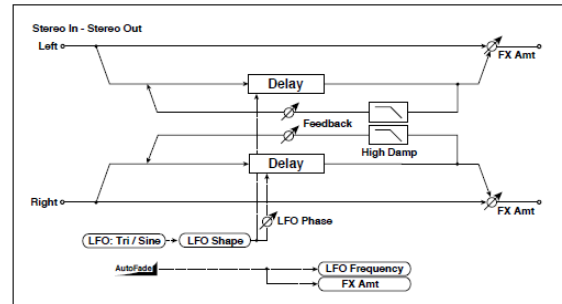 Stereo In - Stereo Out
Left
FX Amt
Delay
Feedback
High Damp
Delay
Right
FX Amt
LFO Phase
LFO: Tri / Sine
LFO Shape
AutoFade
LFO Frequency
FX Amt